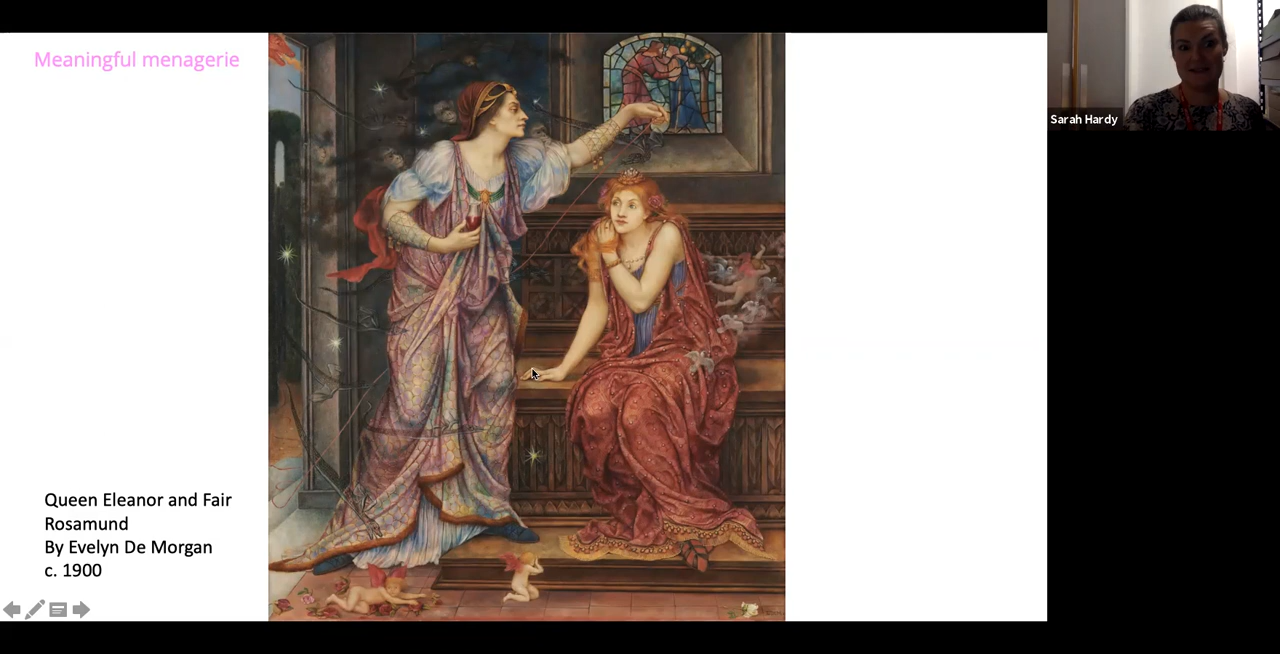 Meaningful menagerie
Sarah Hardy
Queen Eleanor and Fair
Rosamund
By Evelyn De Morgan
c. 1900